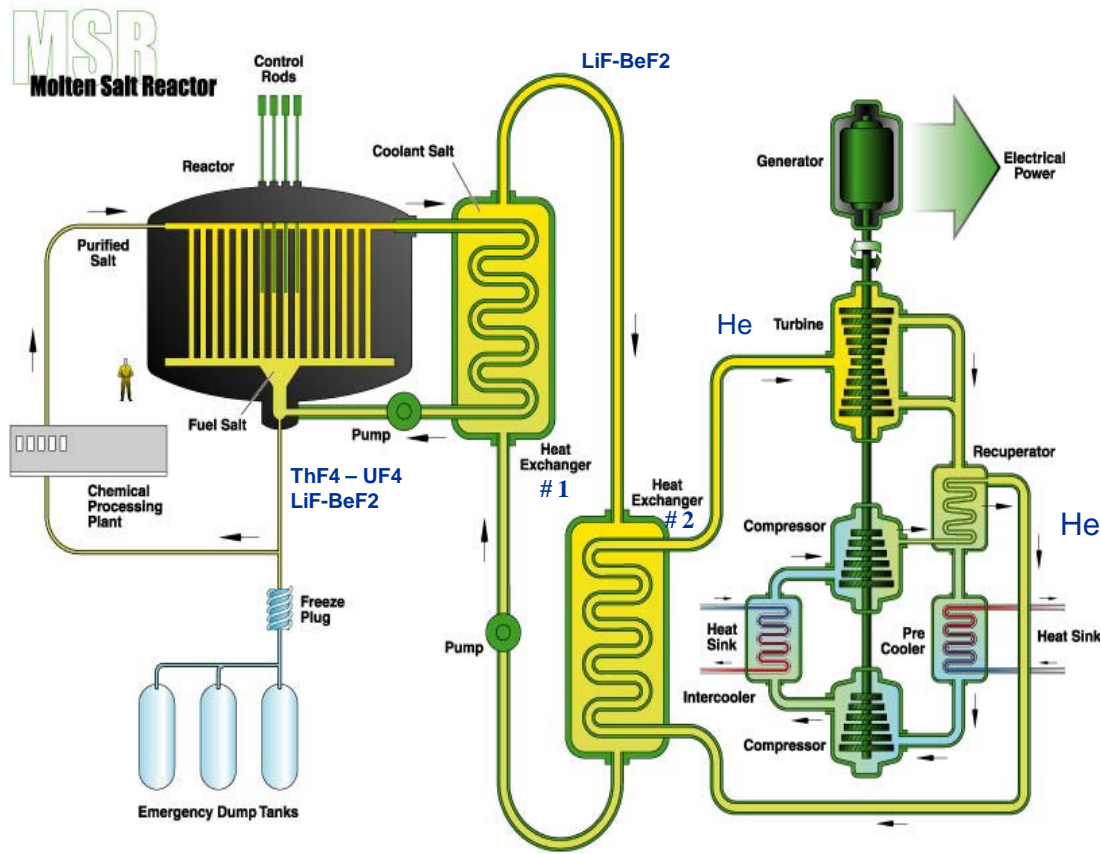 MSR
Molten Salt Reactor
Control
Rods
LiF-BeF2
Coolant Salt
Reactor
Generator
Electrical
Power
Purified
Salt
He
Turbine
Fuel Salt
Pump
Heat
Exchanger
# 1
Recuperator
ThF4 – UF4
LiF-BeF2
Chemical
Processing
Plant
Heat
Exchanger
# 2
Compressor
He
Freeze
Plug
Pump
Heat
Sink
Pre
Cooler
Heat Sink
Intercooler
Compressor
Emergency Dump Tanks